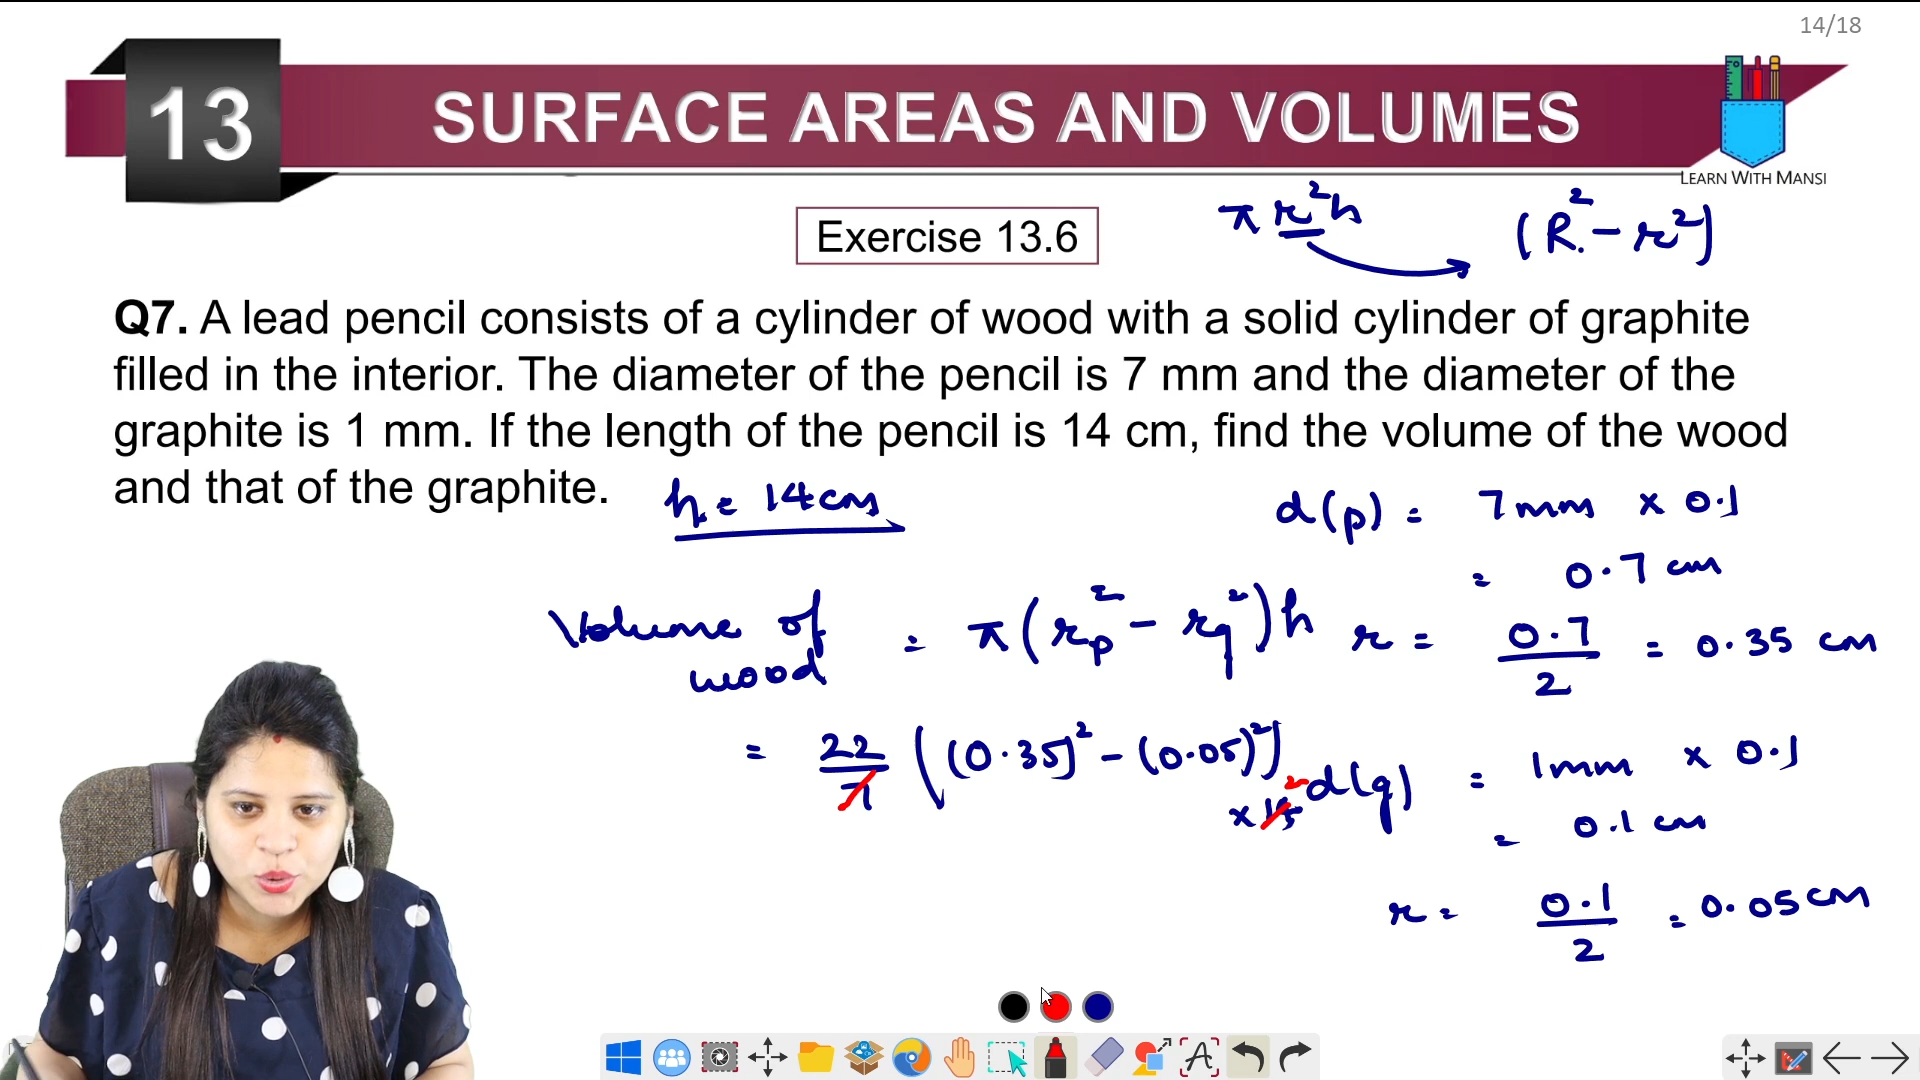 14/18
13
SURFACE AREAS AND VOLUMES
LEARN WITH MANSI
Exercise 13.6
πr²h → (R² - r²)
Q7. A lead pencil consists of a cylinder of wood with a solid cylinder of graphite
filled in the interior. The diameter of the pencil is 7 mm and the diameter of the
graphite is 1 mm. If the length of the pencil is 14 cm, find the volume of the wood
and that of the graphite.
h = 14cm
d(p) = 7mm x 0.1
= 0.7 cm
r = 0.7/2 = 0.35 cm
Volume of wood = π(rp² - rg²)h
= 22/7 ((0.35)² - (0.05)²)
x 14 2
d(g) = 1mm x 0.1
= 0.1 cm
r = 0.1/2 = 0.05cm